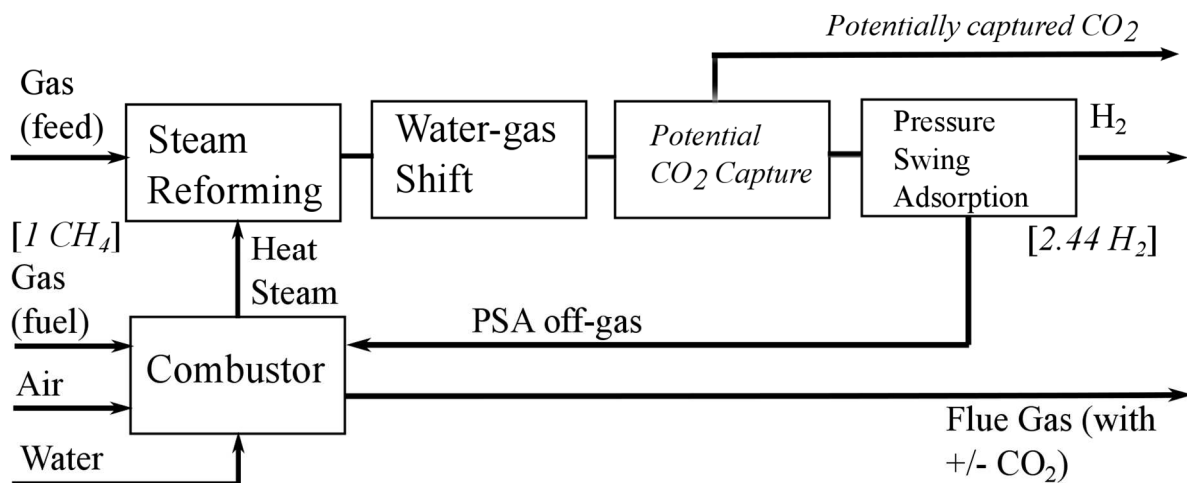 Potentially captured CO2
Gas
(feed)
Steam
Reforming
Water-gas
Shift
Potential
CO2 Capture
Pressure
Swing
Adsorption
H2
[1 CH4]
[2.44 H2]
Heat
Steam
Gas
(fuel)
PSA off-gas
Combustor
Air
Flue Gas (with
+/- CO2)
Water